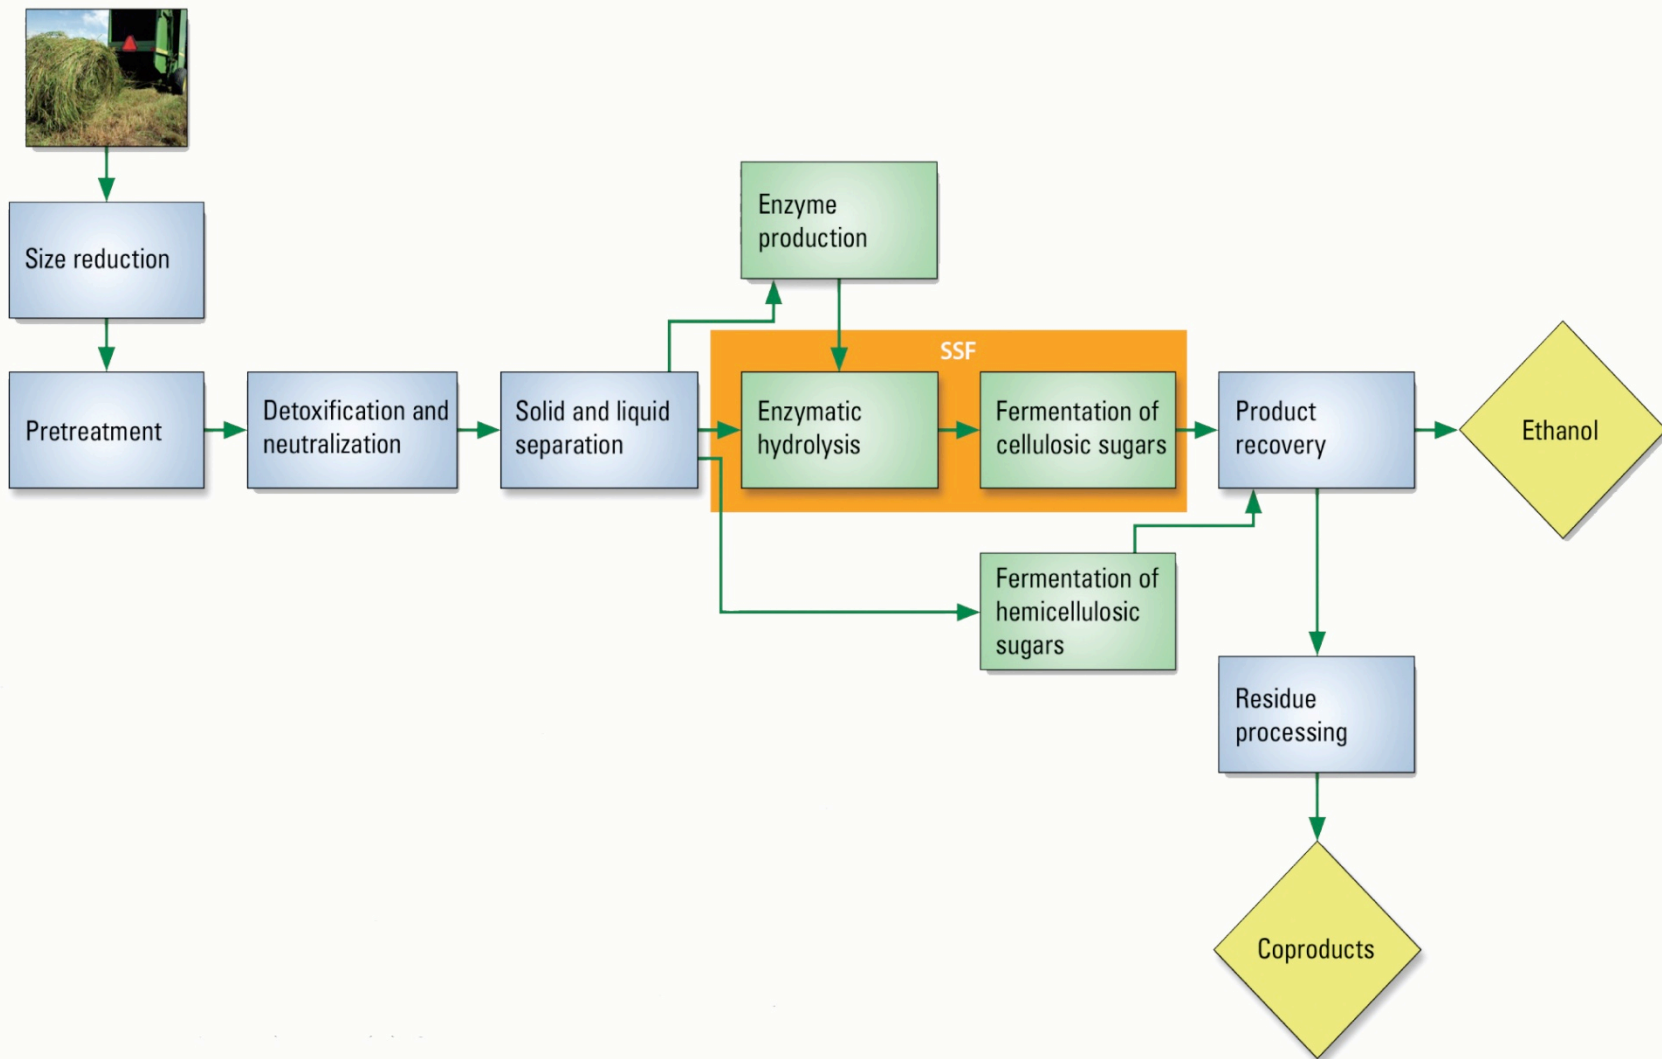 Size reduction
Pretreatment
Detoxification and
neutralization
Solid and liquid
separation
Enzyme
production
SSF
Enzymatic
hydrolysis
Fermentation of
cellulosic sugars
Fermentation of
hemicellulosic
sugars
Product
recovery
Ethanol
Residue
processing
Coproducts